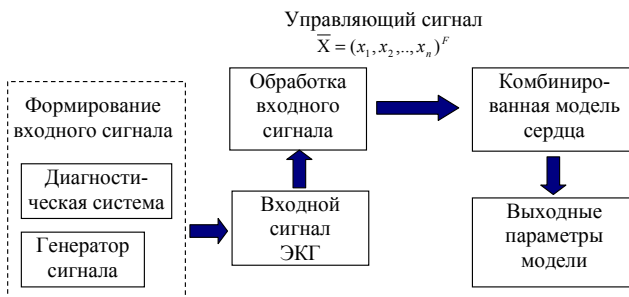 Управляющий сигнал
X̅ = (x₁, x₂,.., xₙ)ᶠ
Формирование
входного сигнала
Диагности-
ческая система
Генератор
сигнала
Обработка
входного
сигнала
Входной
сигнал
ЭКГ
Комбиниро-
ванная модель
сердца
Выходные
параметры
модели